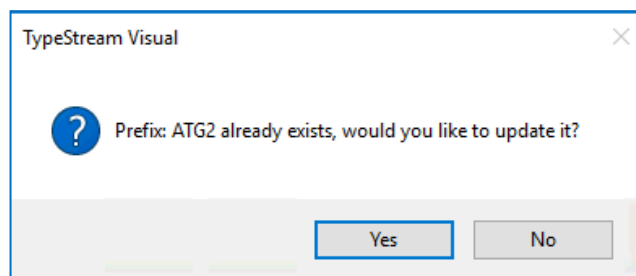 TypeStream Visual
Prefix: ATG2 already exists, would you like to update it?
Yes
No